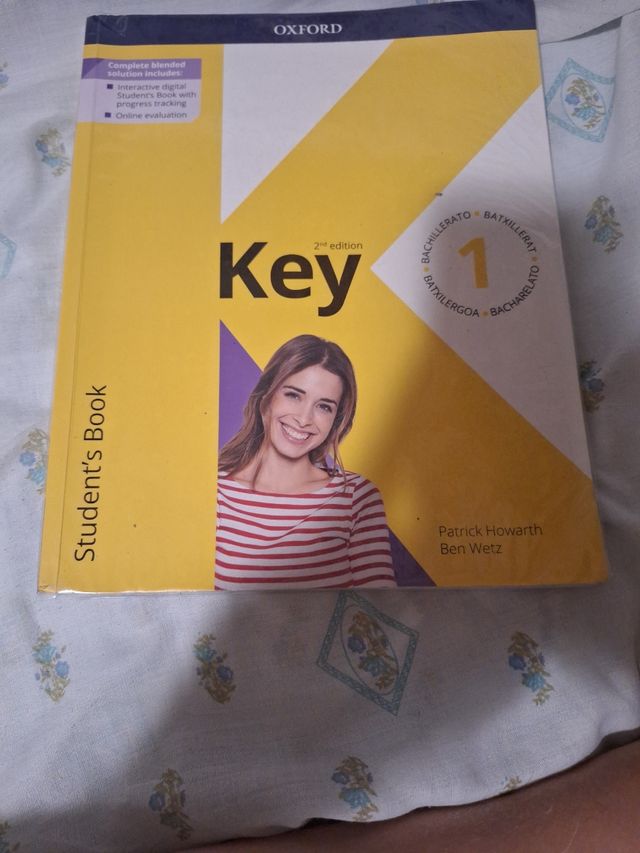 OXFORD
Complete blended
solution includes:
Interactive digital
Student's Book with
progress tracking
Online evaluation
2nd edition
Key
BACHILLERATO • BATXILLERAT • BACHARELATO • BATXILERGOA •
1
Student's Book
Patrick Howarth
Ben Wetz